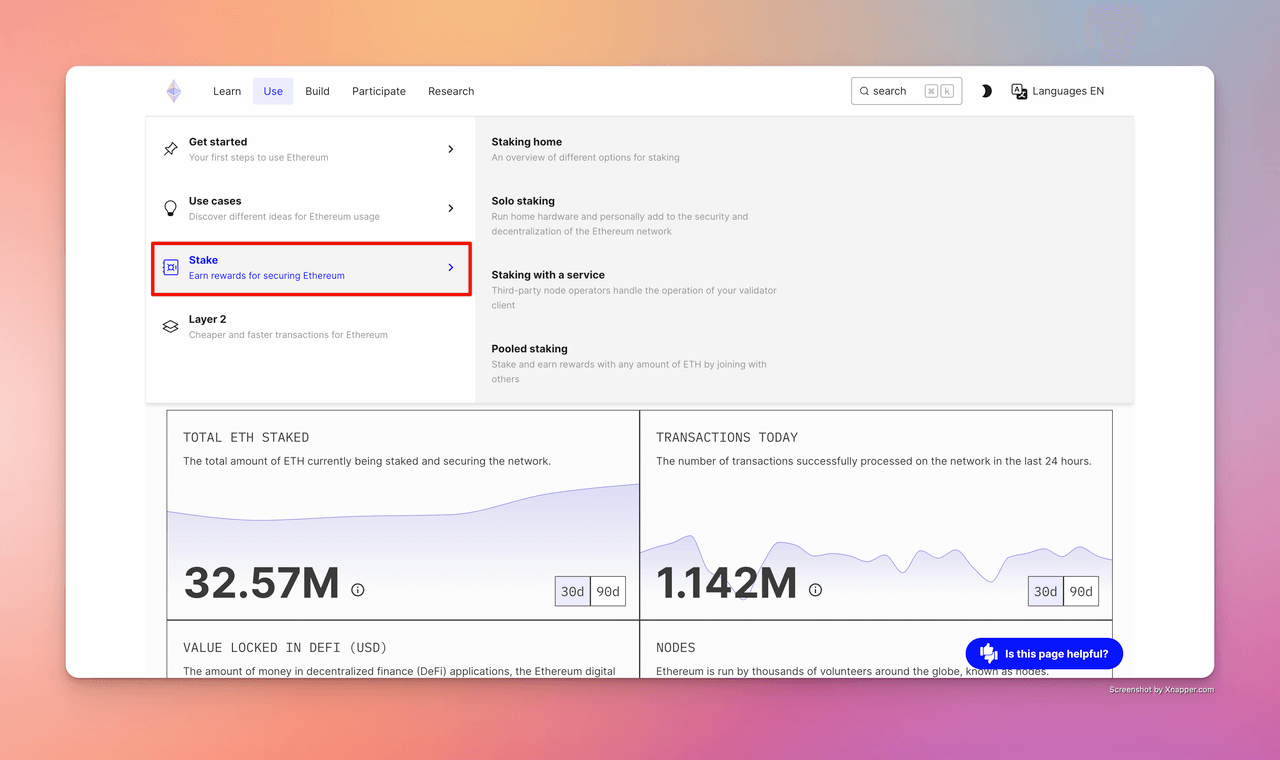 Learn Use Build Participate Research search ⌘ k Languages EN
Get started
Your first steps to use Ethereum
Use cases
Discover different ideas for Ethereum usage
Stake
Earn rewards for securing Ethereum
Layer 2
Cheaper and faster transactions for Ethereum
Staking home
An overview of different options for staking
Solo staking
Run home hardware and personally add to the security and
decentralization of the Ethereum network
Staking with a service
Third-party node operators handle the operation of your validator
client
Pooled staking
Stake and earn rewards with any amount of ETH by joining with
others
TOTAL ETH STAKED
The total amount of ETH currently being staked and securing the network.
32.57M
30d 90d
TRANSACTIONS TODAY
The number of transactions successfully processed on the network in the last 24 hours.
1.142M
30d 90d
VALUE LOCKED IN DEFI (USD)
The amount of money in decentralized finance (DeFi) applications, the Ethereum digital
NODES
Ethereum is run by thousands of volunteers around the globe, known as nodes.
Is this page helpful?
Screenshot by Xnapper.com